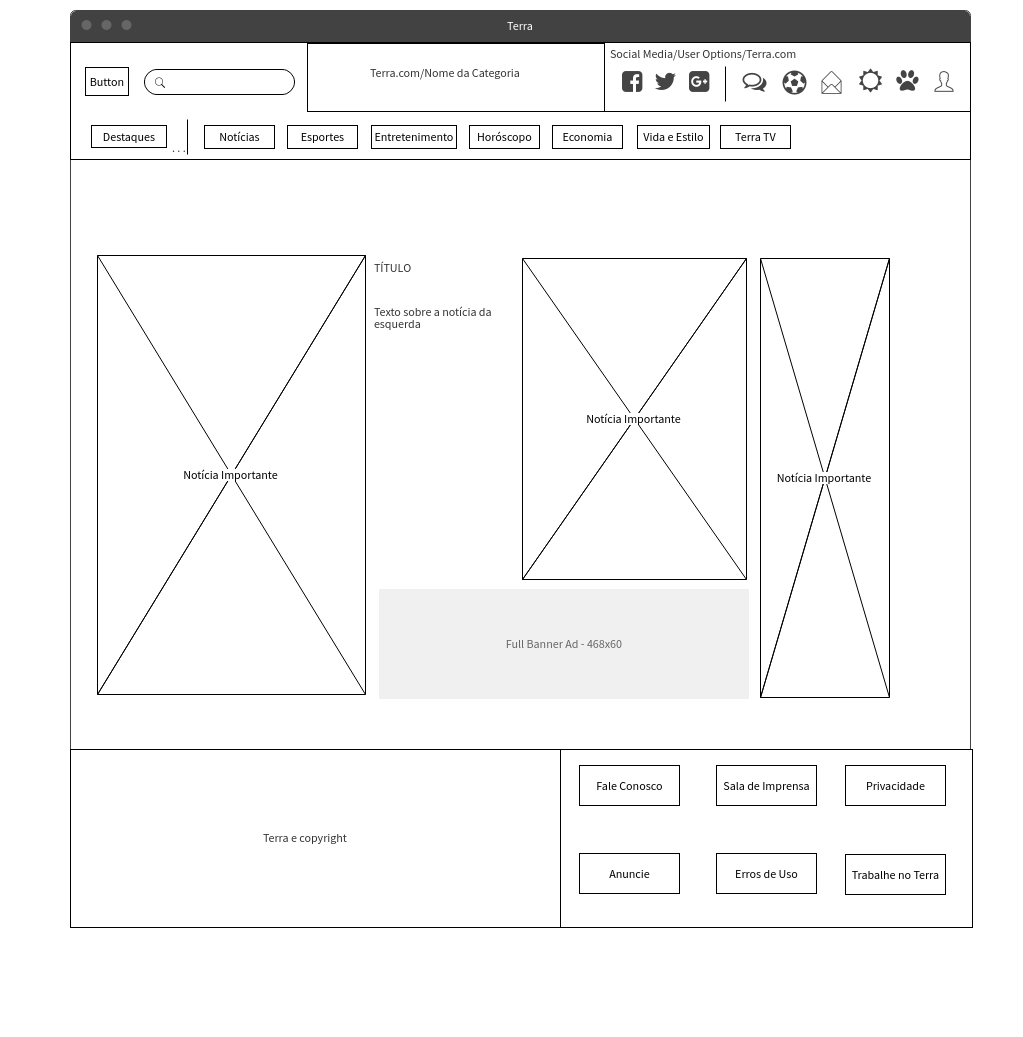 Terra
Button
Terra.com/Nome da Categoria
Social Media/User Options/Terra.com
Destaques
...
Notícias
Esportes
Entretenimento
Horóscopo
Economia
Vida e Estilo
Terra TV
TÍTULO
Texto sobre a notícia da
esquerda
Notícia Importante
Notícia Importante
Notícia Importante
Full Banner Ad - 468x60
Terra e copyright
Fale Conosco
Sala de Imprensa
Privacidade
Anuncie
Erros de Uso
Trabalhe no Terra